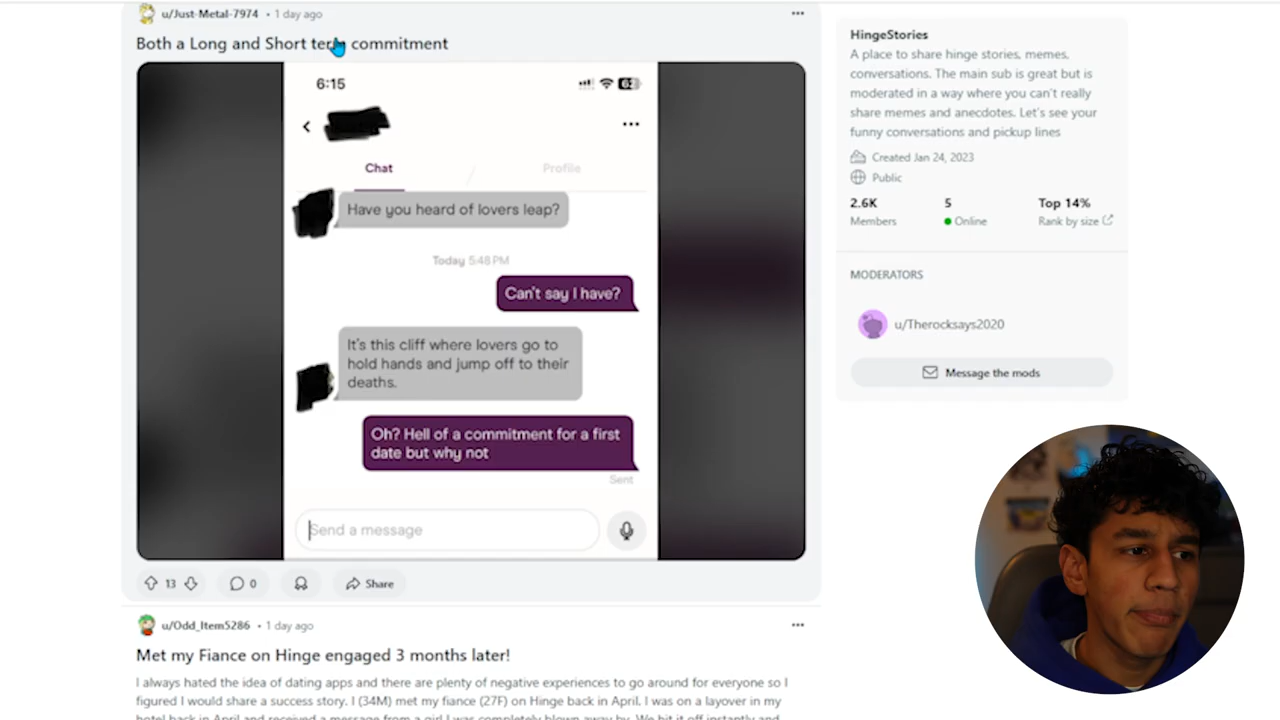 u/Just-Metal-7974 • 1 day ago
Both a Long and Short term commitment
6:15
Chat
Profile
Have you heard of lovers leap?
Today 5:48 PM
Can't say I have?
It's this cliff where lovers go to
hold hands and jump off to their
deaths.
Oh? Hell of a commitment for a first
date but why not
Sent
Send a message
13
0
Share
u/Odd_Item5286 • 1 day ago
Met my Fiance on Hinge engaged 3 months later!
I always hated the idea of dating apps and there are plenty of negative experiences to go around for everyone so I
figured I would share a success story. I (34M) met my fiance (27F) on Hinge back in April. I was on a layover in my
hotel back in April and received a message from a girl I was completely blown away by. We hit it off instantly and
HingeStories
A place to share hinge stories, memes,
conversations. The main sub is great but is
moderated in a way where you can't really
share memes and anecdotes. Let's see your
funny conversations and pickup lines
Created Jan 24, 2023
Public
2.6K
5
Top 14%
Members
Online
Rank by size
MODERATORS
u/Therocksays2020
Message the mods